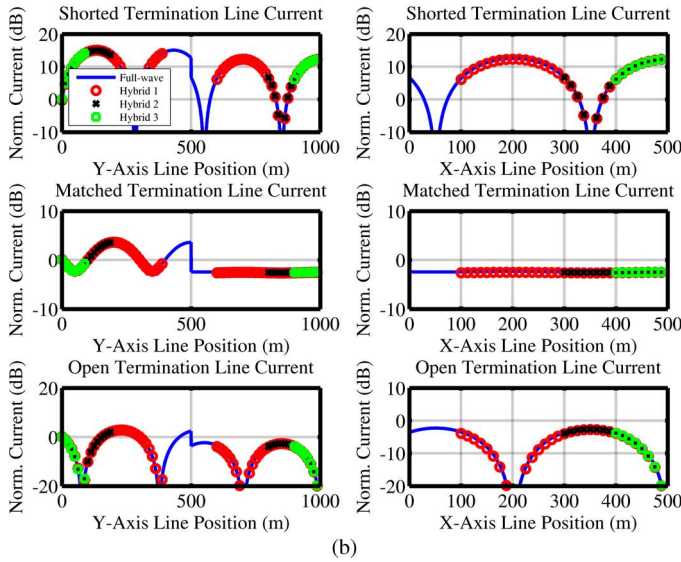 Shorted Termination Line Current
Norm. Current (dB)
20
10
0
-10
Full-wave
Hybrid 1
Hybrid 2
Hybrid 3
0 500 1000
Y-Axis Line Position (m)
Shorted Termination Line Current
Norm. Current (dB)
20
10
0
-10
0 100 200 300 400 500
X-Axis Line Position (m)
Matched Termination Line Current
Norm. Current (dB)
10
0
-10
0 500 1000
Y-Axis Line Position (m)
Matched Termination Line Current
Norm. Current (dB)
10
0
-10
0 100 200 300 400 500
X-Axis Line Position (m)
Open Termination Line Current
Norm. Current (dB)
20
0
-20
0 500 1000
Y-Axis Line Position (m)
Open Termination Line Current
Norm. Current (dB)
10
0
-10
-20
0 100 200 300 400 500
X-Axis Line Position (m)
(b)